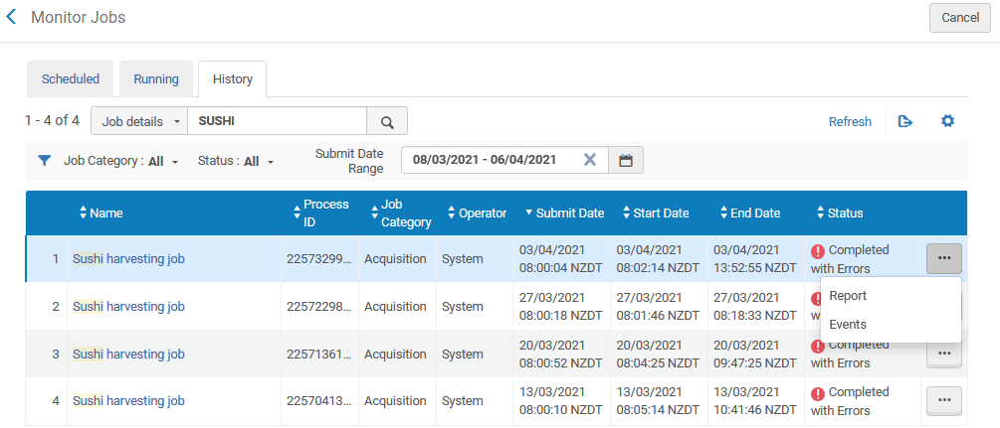 Monitor Jobs
Cancel
Scheduled
Running
History
1 - 4 of 4
Job details
SUSHI
Refresh
Job Category : All
Status : All
Submit Date
Range
08/03/2021 - 06/04/2021
Name
Process
ID
Job
Category
Operator
Submit Date
Start Date
End Date
Status
1
Sushi harvesting job
22573299...
Acquisition
System
03/04/2021
08:00:04 NZDT
03/04/2021
08:02:14 NZDT
03/04/2021
13:52:55 NZDT
Completed
with Errors
Report
Events
2
Sushi harvesting job
22572298...
Acquisition
System
27/03/2021
08:00:18 NZDT
27/03/2021
08:01:46 NZDT
27/03/2021
08:18:33 NZDT
3
Sushi harvesting job
22571361...
Acquisition
System
20/03/2021
08:00:52 NZDT
20/03/2021
08:04:25 NZDT
20/03/2021
09:47:25 NZDT
Completed
with Errors
4
Sushi harvesting job
22570413...
Acquisition
System
13/03/2021
08:00:10 NZDT
13/03/2021
08:05:14 NZDT
13/03/2021
10:41:46 NZDT
Completed
with Errors